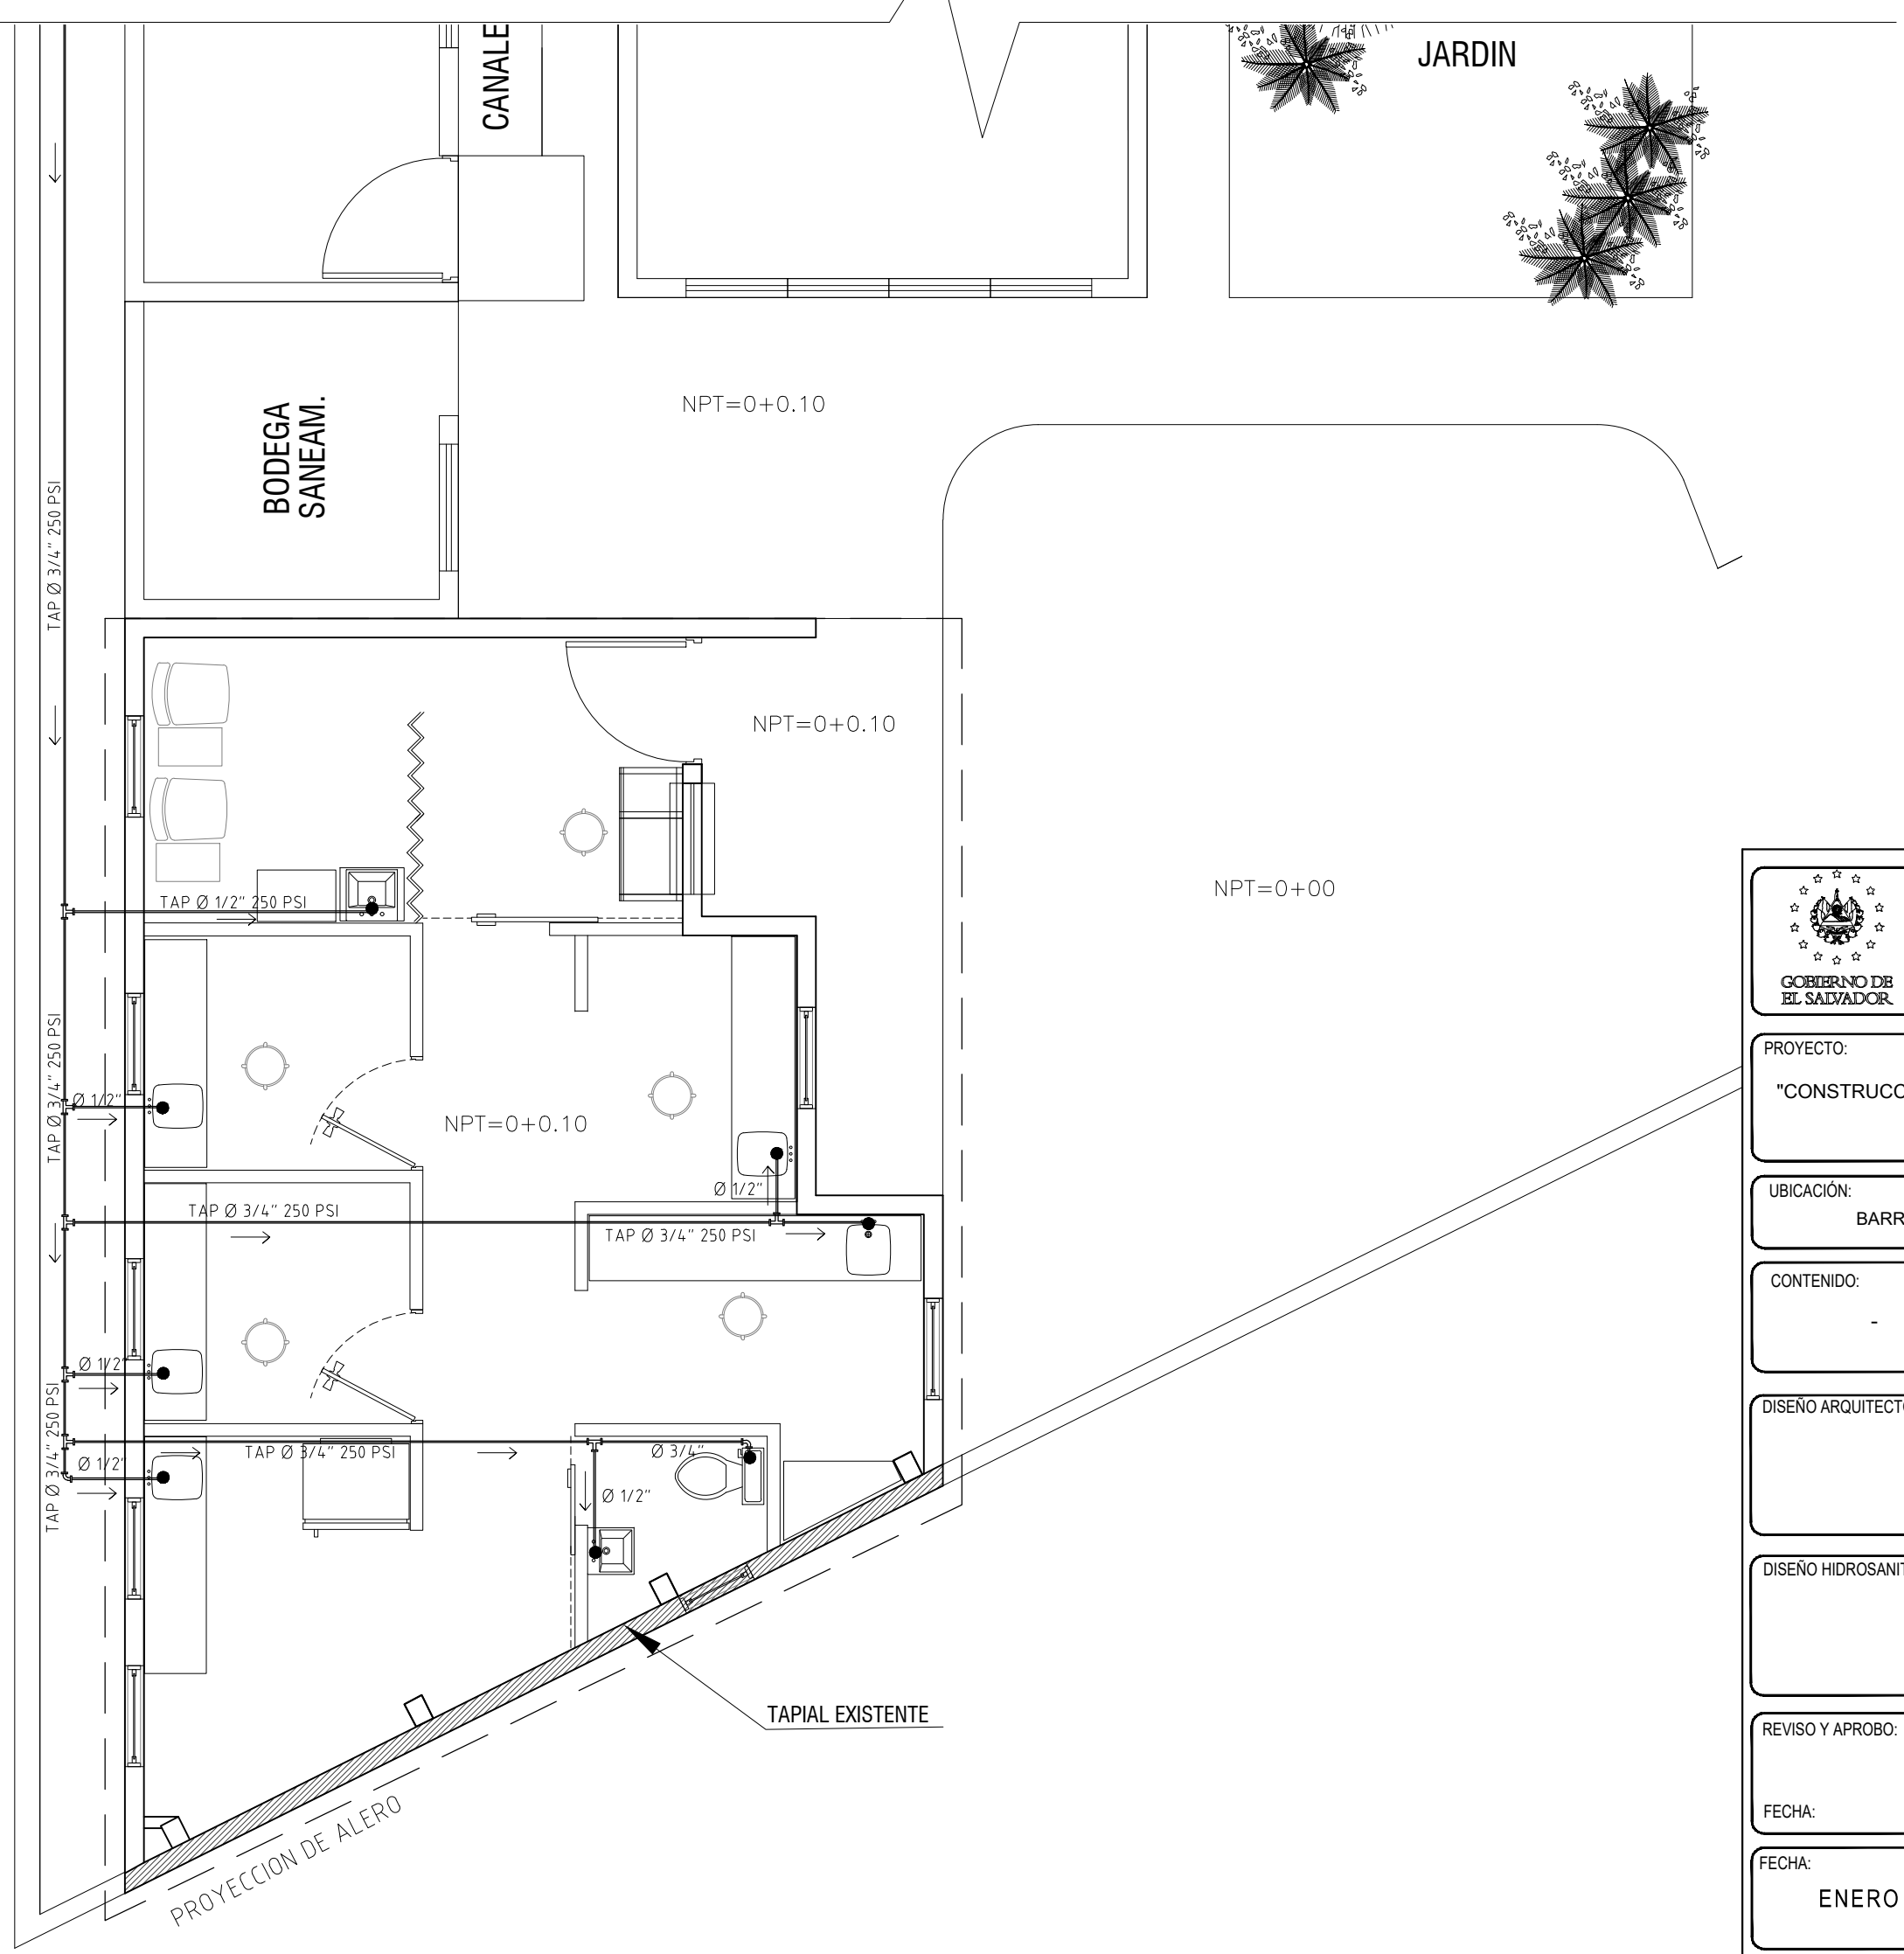 CANALE
JARDIN
BODEGA
SANEAM.
NPT=0+0.10
TAP Ø 3/4" 250 PSI
NPT=0+0.10
TAP Ø 1/2" 250 PSI
NPT=0+00
TAP Ø 3/4" 250 PSI
Ø 1/2"
NPT=0+0.10
Ø 1/2"
TAP Ø 3/4" 250 PSI
TAP Ø 3/4" 250 PSI
Ø 1/2"
TAP Ø 3/4" 250 PSI
Ø 1/2"
TAP Ø 3/4" 250 PSI
Ø 3/4"
Ø 1/2"
TAPIAL EXISTENTE
PROYECCION DE ALERO
GOBIERNO DE
EL SALVADOR
PROYECTO:
"CONSTRUCC
UBICACIÓN:
BARR
CONTENIDO:
-
DISEÑO ARQUITECT
DISEÑO HIDROSANIT
REVISO Y APROBO:
FECHA:
FECHA:
ENERO